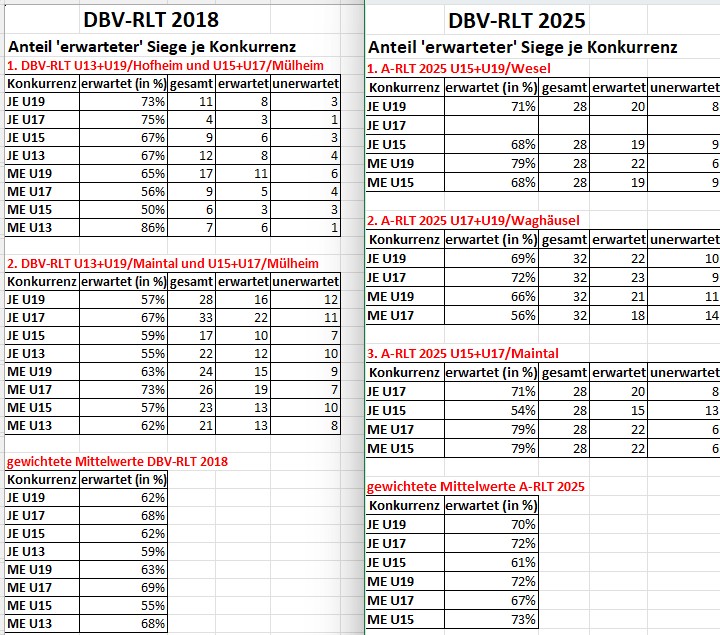 DBV-RLT 2018
Anteil 'erwarteter' Siege je Konkurrenz
1. DBV-RLT U13+U19/Hofheim und U15+U17/Mülheim
Konkurrenz erwartet (in %) gesamt erwartet unerwartet
JE U19 73% 11 8 3
JE U17 75% 4 3 1
JE U15 67% 9 6 3
JE U13 67% 12 8 4
ME U19 65% 17 11 6
ME U17 56% 9 5 4
ME U15 50% 6 3 3
ME U13 86% 7 6 1
2. DBV-RLT U13+U19/Maintal und U15+U17/Mülheim
Konkurrenz erwartet (in %) gesamt erwartet unerwartet
JE U19 57% 28 16 12
JE U17 67% 33 22 11
JE U15 59% 17 10 7
JE U13 55% 22 12 10
ME U19 63% 24 15 9
ME U17 73% 26 19 7
ME U15 57% 23 13 10
ME U13 62% 21 13 8
gewichtete Mittelwerte DBV-RLT 2018
Konkurrenz erwartet (in %)
JE U19 62%
JE U17 68%
JE U15 62%
JE U13 59%
ME U19 63%
ME U17 69%
ME U15 55%
ME U13 68%
DBV-RLT 2025
Anteil 'erwarteter' Siege je Konkurrenz
1. A-RLT 2025 U15+U19/Wesel
Konkurrenz erwartet (in %) gesamt erwartet unerwartet
JE U19 71% 28 20 8
JE U17
JE U15 68% 28 19 9
ME U19 79% 28 22 6
ME U15 68% 28 19 9
2. A-RLT 2025 U17+U19/Waghäusel
Konkurrenz erwartet (in %) gesamt erwartet unerwartet
JE U19 69% 32 22 10
JE U17 72% 32 23 9
ME U19 66% 32 21 11
ME U17 56% 32 18 14
3. A-RLT 2025 U15+U17/Maintal
Konkurrenz erwartet (in %) gesamt erwartet unerwartet
JE U17 71% 28 20 8
JE U15 54% 28 15 13
ME U17 79% 28 22 6
ME U15 79% 28 22 6
gewichtete Mittelwerte A-RLT 2025
Konkurrenz erwartet (in %)
JE U19 70%
JE U17 72%
JE U15 61%
ME U19 72%
ME U17 67%
ME U15 73%